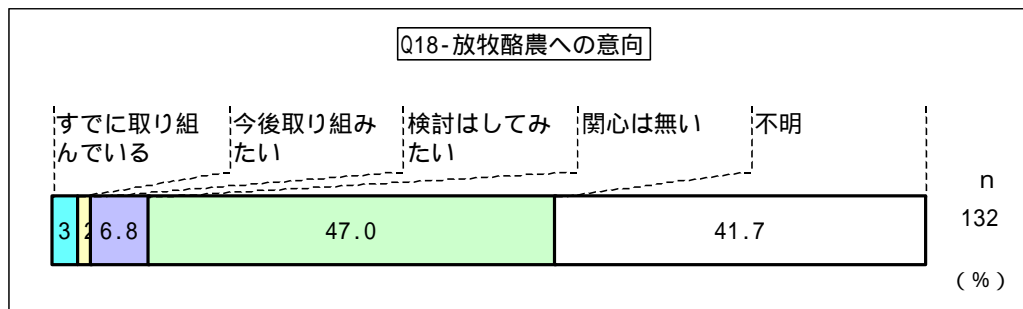 Q18-放牧酪農への意向
すでに取り組
んでいる
今後取り組み
たい
検討はしてみ
たい
関心は無い
不明
3
6.8
47.0
41.7
n
132
(%)